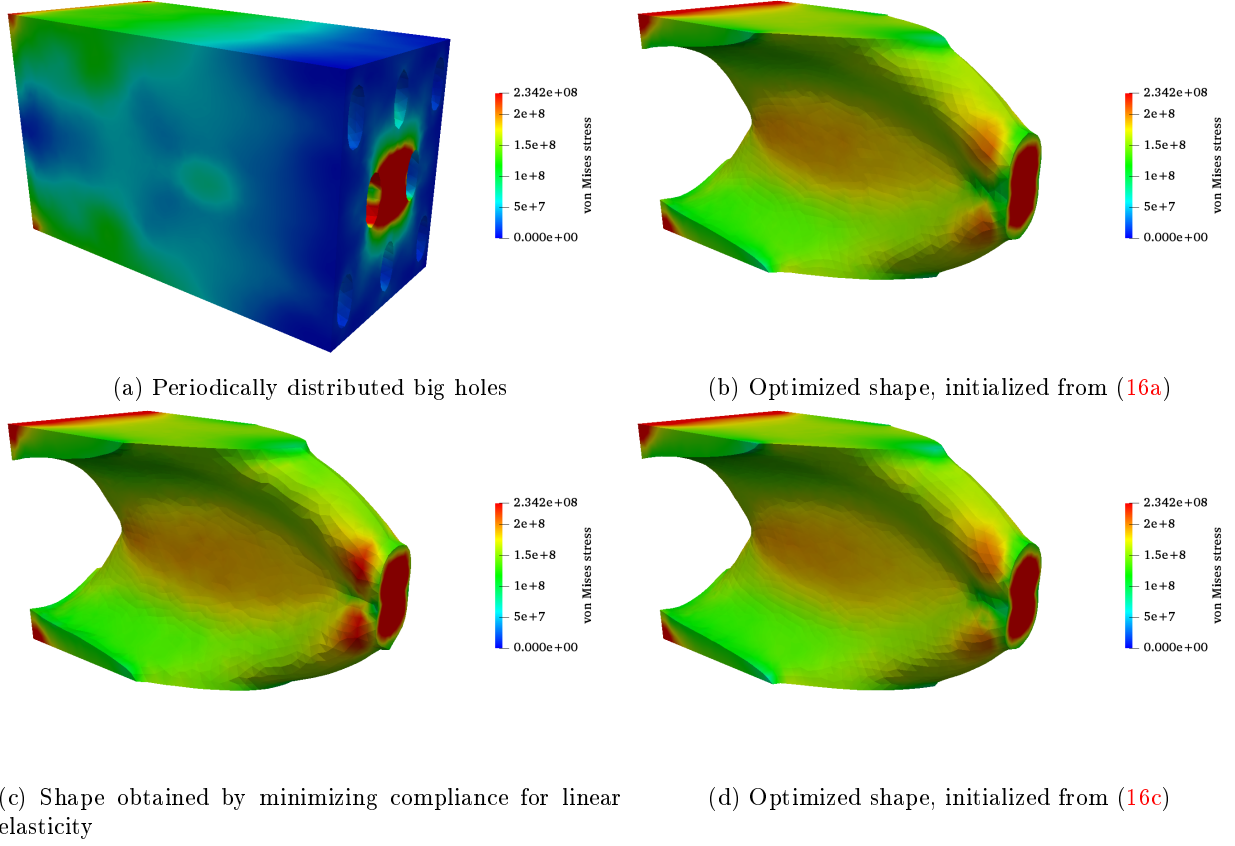 2.342e+08
2e+8
1.5e+8
1e+8
5e+7
0.000e+00
von Mises stress
2.342e+08
2e+8
1.5e+8
1e+8
5e+7
0.000e+00
von Mises stress
(a) Periodically distributed big holes
(b) Optimized shape, initialized from (16a)
2.342e+08
2e+8
1.5e+8
1e+8
5e+7
0.000e+00
von Mises stress
2.342e+08
2e+8
1.5e+8
1e+8
5e+7
0.000e+00
von Mises stress
(c) Shape obtained by minimizing compliance for linear
elasticity
(d) Optimized shape, initialized from (16c)